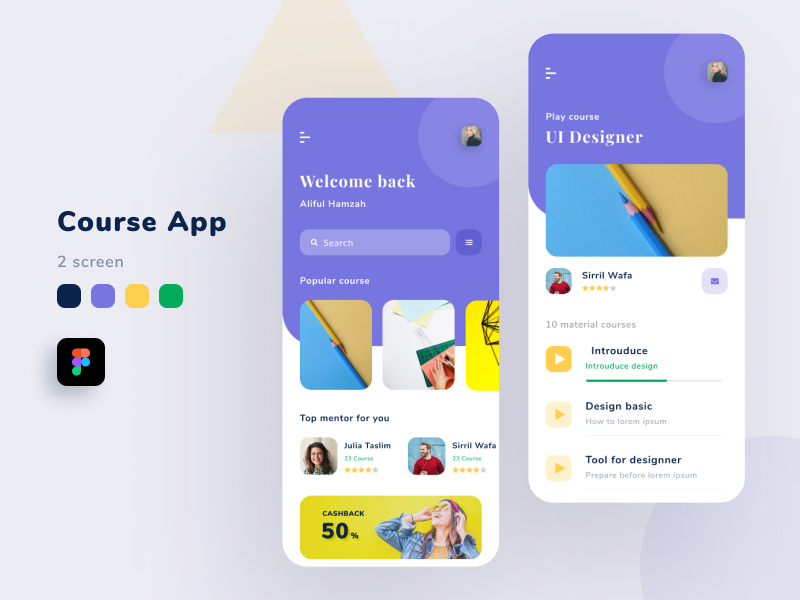 Course App
2 screen
Welcome back
Aliful Hamzah
Search
Popular course
Top mentor for you
Julia Taslim
23 Course
Sirril Wafa
23 Course
CASHBACK
50%
Play course
UI Designer
Sirril Wafa
10 material courses
Introuduce
Introuduce design
Design basic
How to lorem ipsum
Tool for designner
Prepare before lorem ipsum